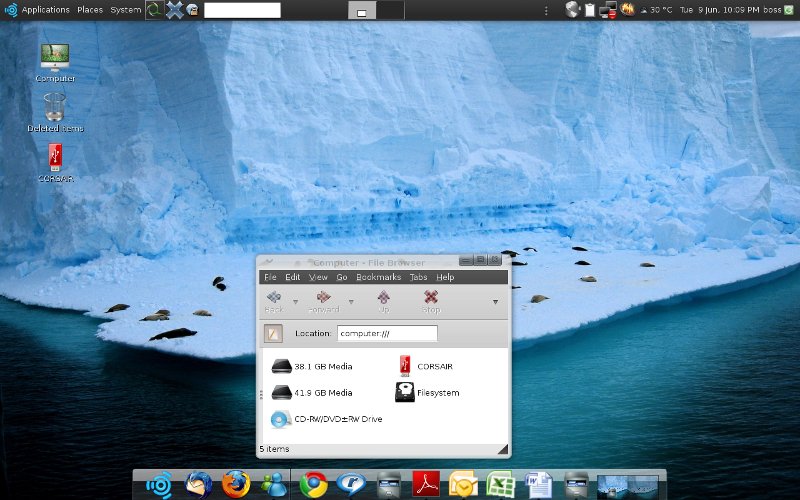 Applications Places System 30 °C Tue 9 Jun, 10:09 PM boss
Computer
Deleted Items
CORSAIR
Computer - File Browser
File Edit View Go Bookmarks Tabs Help
Back Forward Up Stop
Location: computer:///
38.1 GB Media CORSAIR
41.9 GB Media Filesystem
CD-RW/DVD±RW Drive
5 items